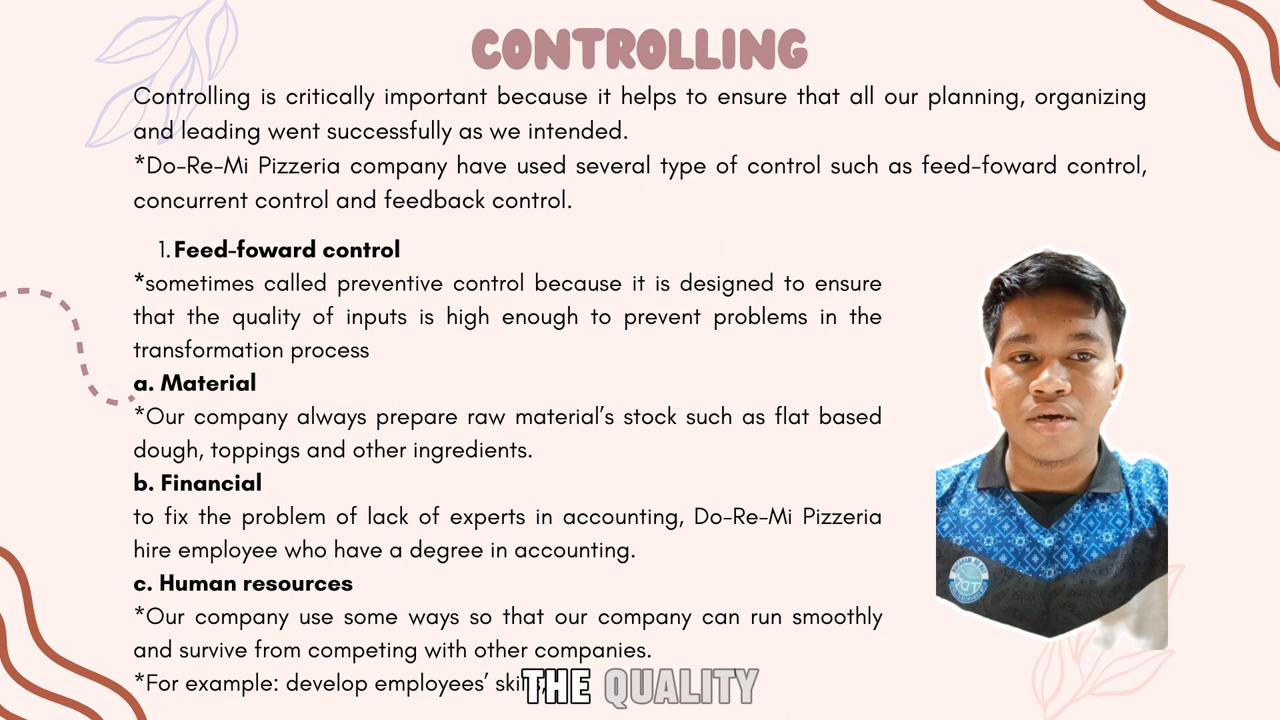 CONTROLLING
Controlling is critically important because it helps to ensure that all our planning, organizing
and leading went successfully as we intended.
*Do-Re-Mi Pizzeria company have used several type of control such as feed-foward control,
concurrent control and feedback control.
1. Feed-foward control
*sometimes called preventive control because it is designed to ensure
that the quality of inputs is high enough to prevent problems in the
transformation process
a. Material
*Our company always prepare raw material's stock such as flat based
dough, toppings and other ingredients.
b. Financial
to fix the problem of lack of experts in accounting, Do-Re-Mi Pizzeria
hire employee who have a degree in accounting.
c. Human resources
*Our company use some ways so that our company can run smoothly
and survive from competing with other companies.
*For example: develop employees'
THE QUALITY